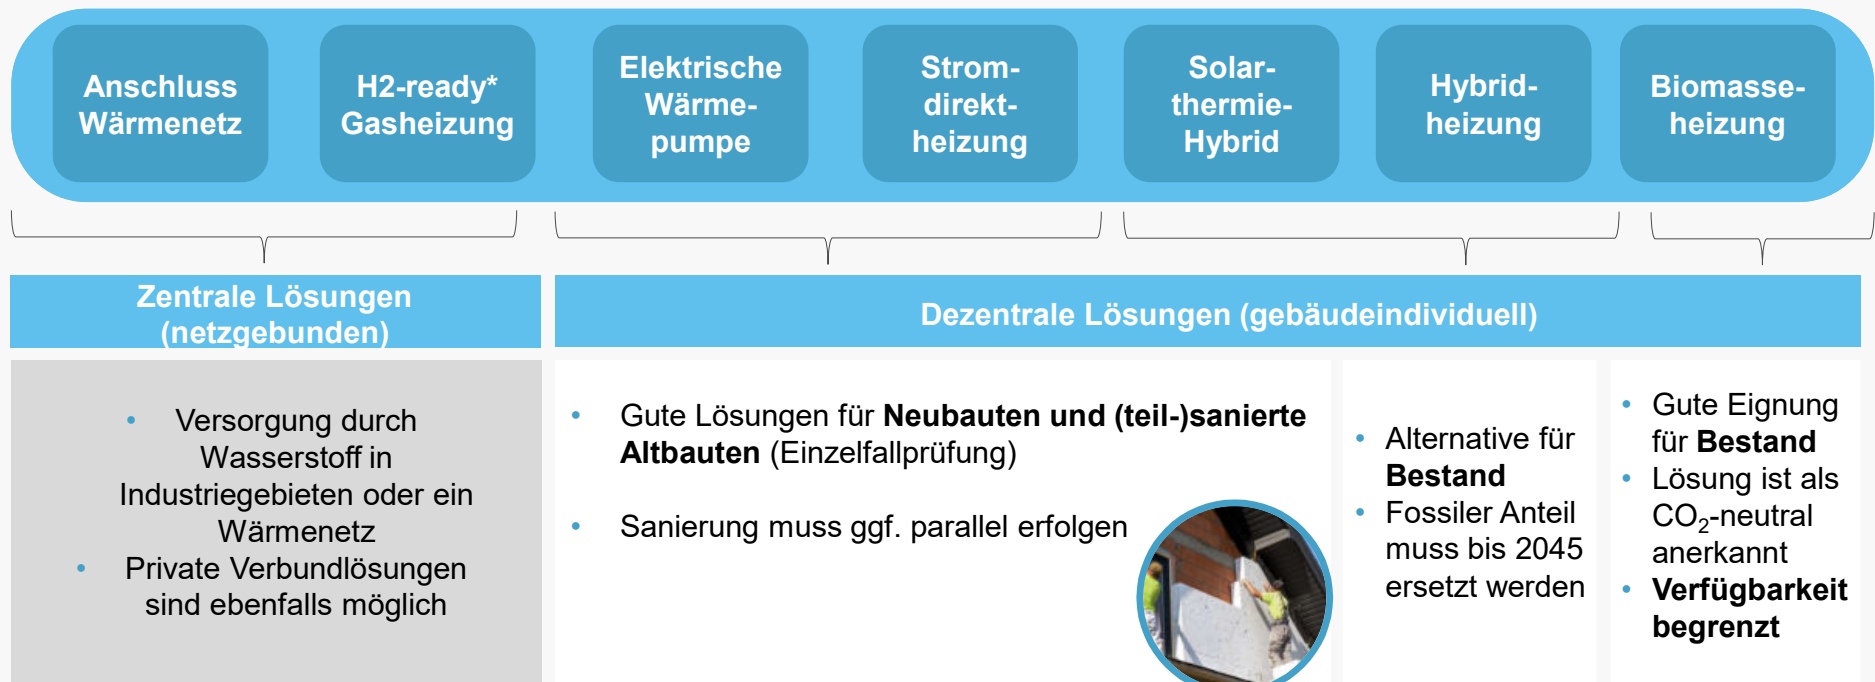 Anschluss
Wärmenetz
H2-ready*
Gasheizung
Elektrische
Wärme-
pumpe
Strom-
direkt-
heizung
Solar-
thermie-
Hybrid
Hybrid-
heizung
Biomasse-
heizung
Zentrale Lösungen
(netzgebunden)
Dezentrale Lösungen (gebäudeindividuell)
• Versorgung durch
Wasserstoff in
Industriegebieten oder ein
Wärmenetz
• Private Verbundlösungen
sind ebenfalls möglich
• Gute Lösungen für Neubauten und (teil-)sanierte
Altbauten (Einzelfallprüfung)
• Sanierung muss ggf. parallel erfolgen
• Alternative für
Bestand
• Fossiler Anteil
muss bis 2045
ersetzt werden
• Gute Eignung
für Bestand
• Lösung ist als
CO₂-neutral
anerkannt
• Verfügbarkeit
begrenzt